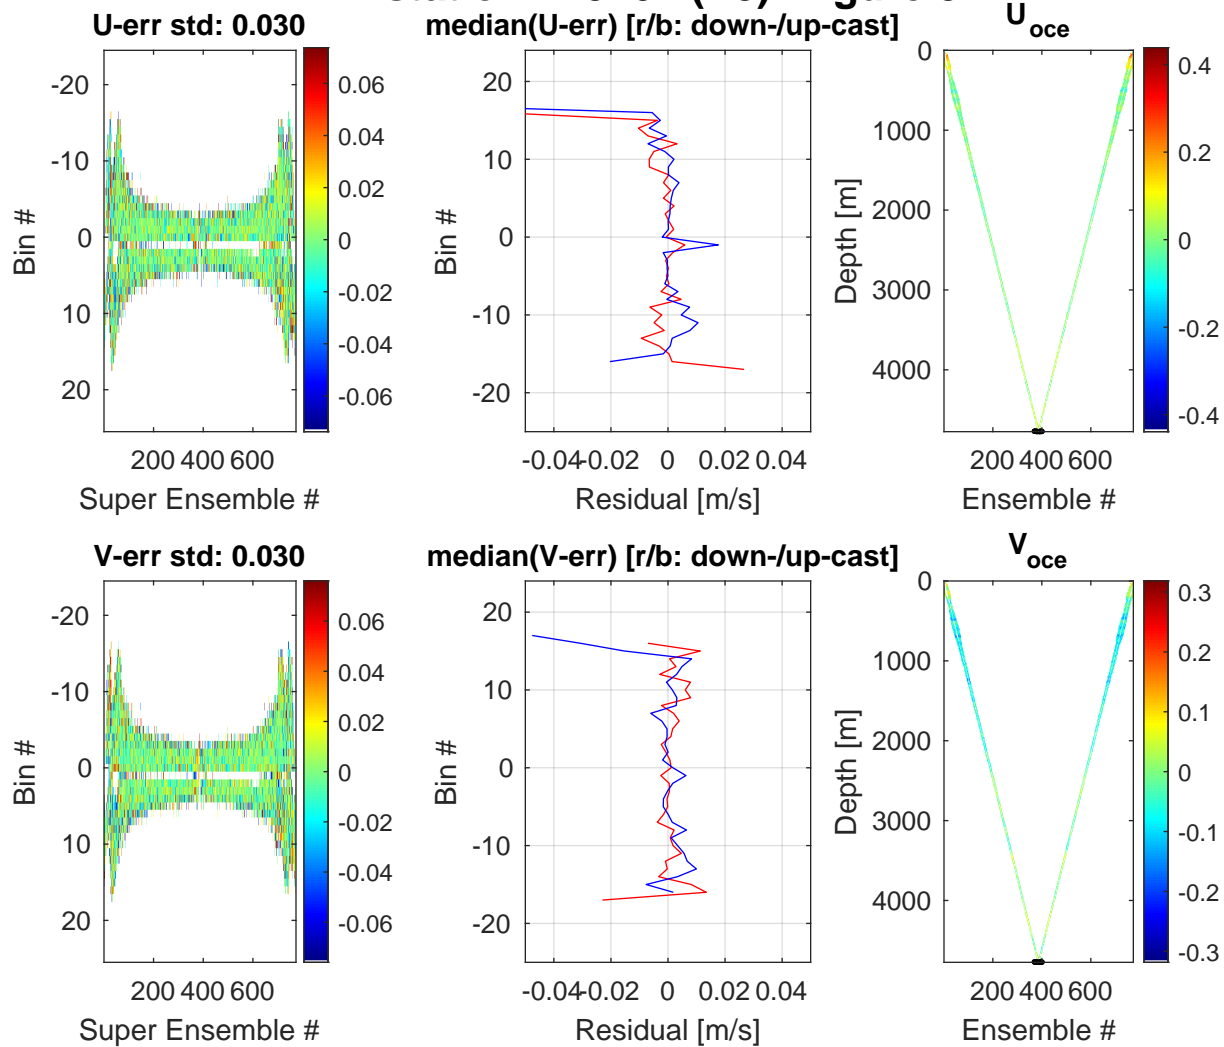 U-err std: 0.030
median(U-err) [r/b: down-/up-cast]
U_oce
-20
-10
0
10
20
Bin #
200 400 600
Super Ensemble #
0.06
0.04
0.02
0
-0.02
-0.04
-0.06
20
10
0
-10
-20
Bin #
-0.04 -0.02 0 0.02 0.04
Residual [m/s]
0
1000
2000
3000
4000
Depth [m]
200 400 600
Ensemble #
0.4
0.2
0
-0.2
-0.4
V-err std: 0.030
median(V-err) [r/b: down-/up-cast]
V_oce
-20
-10
0
10
20
Bin #
200 400 600
Super Ensemble #
0.06
0.04
0.02
0
-0.02
-0.04
-0.06
20
10
0
-10
-20
Bin #
-0.04 -0.02 0 0.02 0.04
Residual [m/s]
0
1000
2000
3000
4000
Depth [m]
200 400 600
Ensemble #
0.3
0.2
0.1
0
-0.1
-0.2
-0.3